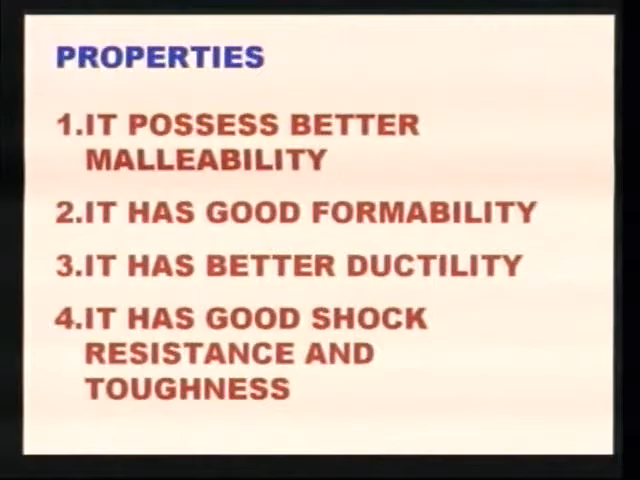 PROPERTIES
1.IT POSSESS BETTER
MALLEABILITY
2.IT HAS GOOD FORMABILITY
3.IT HAS BETTER DUCTILITY
4.IT HAS GOOD SHOCK
RESISTANCE AND
TOUGHNESS